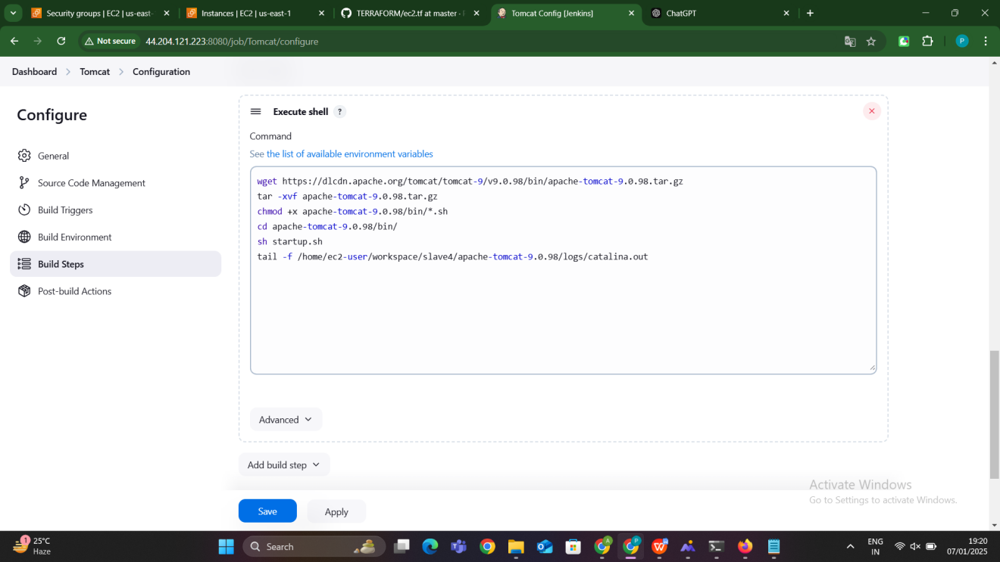 Security groups | EC2 | us-east-
Instances | EC2 | us-east-1
TERRAFORM/ec2.tf at master ·
Tomcat Config [Jenkins]
ChatGPT
Not secure
44.204.121.223:8080/job/Tomcat/configure
P
Dashboard
Tomcat
Configuration
Configure
General
Source Code Management
Build Triggers
Build Environment
Build Steps
Post-build Actions
Execute shell ?
Command
See the list of available environment variables
wget https://dlcdn.apache.org/tomcat/tomcat-9/v9.0.98/bin/apache-tomcat-9.0.98.tar.gz
tar -xvf apache-tomcat-9.0.98.tar.gz
chmod +x apache-tomcat-9.0.98/bin/*.sh
cd apache-tomcat-9.0.98/bin/
sh startup.sh
tail -f /home/ec2-user/workspace/slave4/apache-tomcat-9.0.98/logs/catalina.out
Advanced
Add build step
Save
Apply
Activate Windows
Go to Settings to activate Windows.
1
25°C
Haze
Search
ENG
IN
19:20
07/01/2025